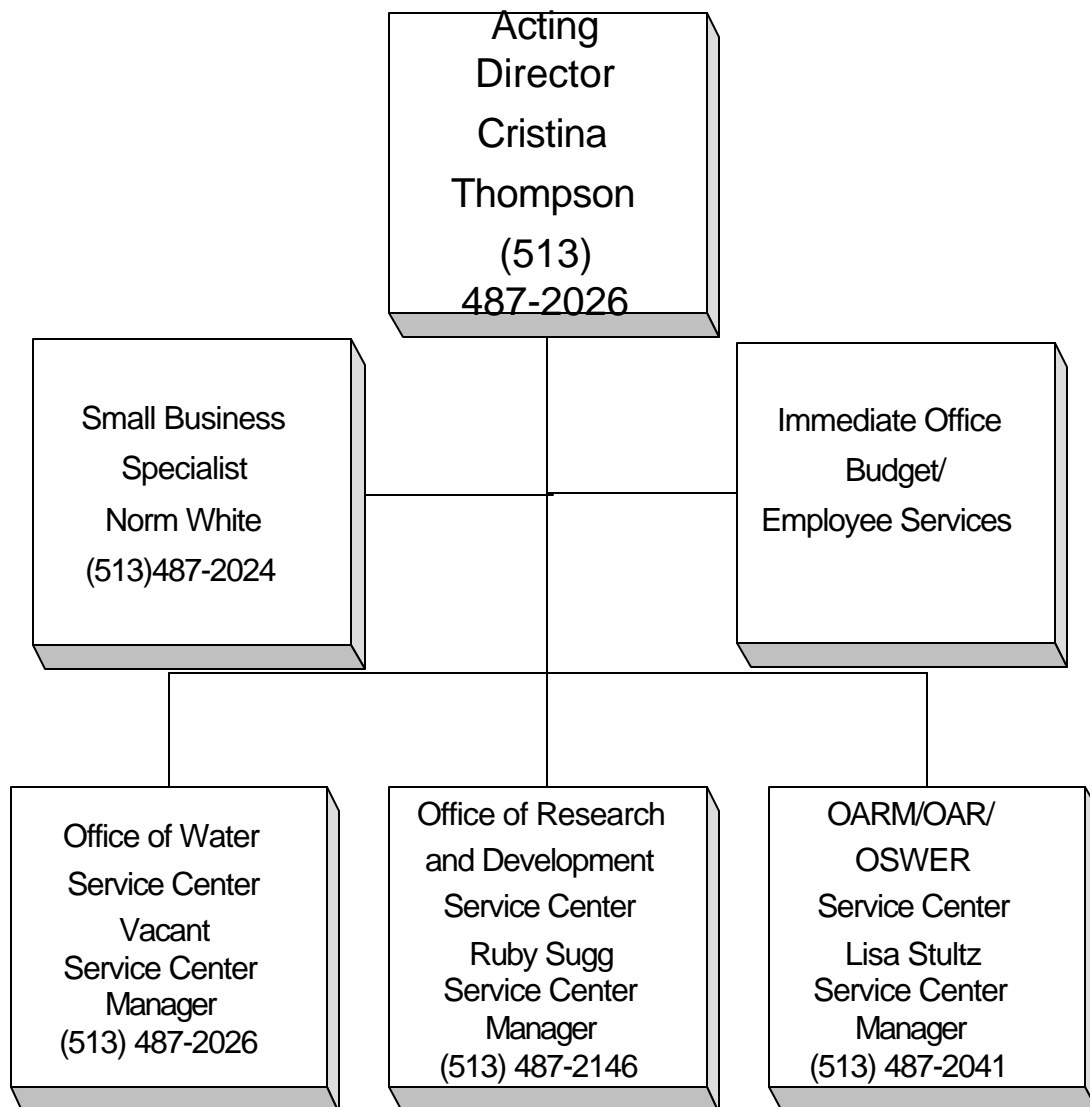 Acting
Director
Cristina
Thompson
(513)
487-2026
Small Business
Specialist
Norm White
(513)487-2024
Immediate Office
Budget/
Employee Services
Office of Water
Service Center
Vacant
Service Center
Manager
(513) 487-2026
Office of Research
and Development
Service Center
Ruby Sugg
Service Center
Manager
(513) 487-2146
OARM/OAR/
OSWER
Service Center
Lisa Stultz
Service Center
Manager
(513) 487-2041